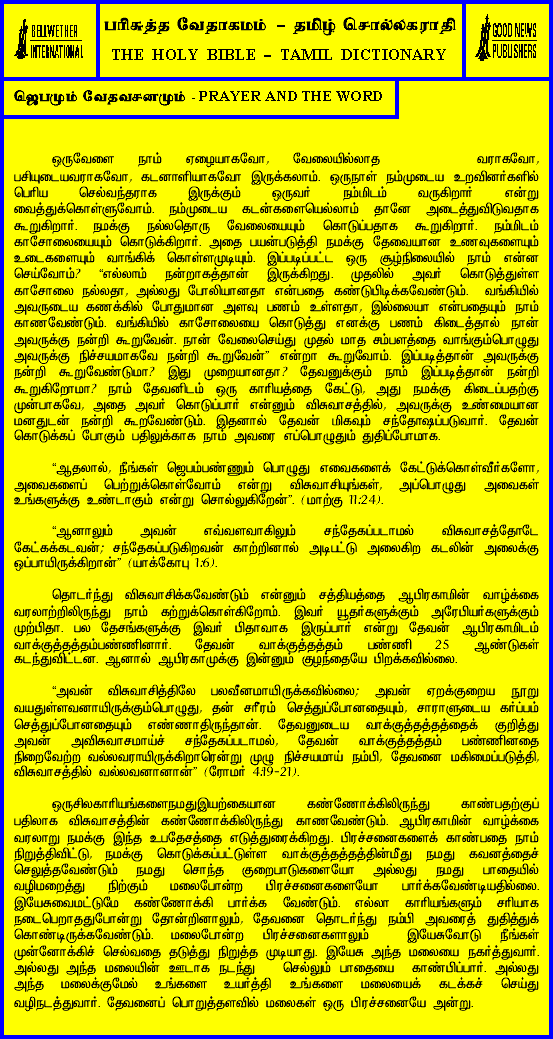 BELLWETHER
INTERNATIONAL
பரிசுத்த வேதாகமம் – தமிழ் சொல்லகராதி
THE HOLY BIBLE – TAMIL DICTIONARY
GOOD NEWS
PUBLISHERS
ஜெபமும் வேதவசனமும் - PRAYER AND THE WORD
ஒருவேளை நாம் ஏழையாகவோ, வேலையில்லாத வராகவோ,
பசியுடையவராகவோ, கடனாளியாகவோ இருக்கலாம். ஒருநாள் நம்முடைய உறவினர்களில்
பெரிய செல்வந்தராக இருக்கும் ஒருவர் நம்மிடம் வருகிறார் என்று
வைத்துக்கொள்ளுவோம். நம்முடைய கடன்களையெல்லாம் தானே அடைத்துவிடுவதாக
கூறுகிறார். நமக்கு நல்லதொரு வேலையையும் கொடுப்பதாக கூறுகிறார். நம்மிடம்
காசோலையையும் கொடுக்கிறார். அதை பயன்படுத்தி நமக்கு தேவையான உணவுகளையும்
உடைகளையும் வாங்கிக் கொள்ளமுடியும். இப்படிப்பட்ட ஒரு சூழ்நிலையில் நாம் என்ன
செய்வோம்? “எல்லாம் நன்றாகத்தான் இருக்கிறது. முதலில் அவர் கொடுத்துள்ள
காசோலை நல்லதா, அல்லது போலியானதா என்பதை கண்டுபிடிக்கவேண்டும். வங்கியில்
அவருடைய கணக்கில் போதுமான அளவு பணம் உள்ளதா, இல்லையா என்பதையும் நாம்
காணவேண்டும். வங்கியில் காசோலையை கொடுத்து எனக்கு பணம் கிடைத்தால் நான்
அவருக்கு நன்றி கூறுவேன். நான் வேலைசெய்து முதல் மாத சம்பளத்தை வாங்கும்பொழுது
அவருக்கு நிச்சயமாகவே நன்றி கூறுவேன்” என்றா கூறுவோம். இப்படித்தான் அவருக்கு
நன்றி கூறுவேண்டுமா? இது முறையானதா? தேவனுக்கும் நாம் இப்படித்தான் நன்றி
கூறுகிறோமா? நாம் தேவனிடம் ஒரு காரியத்தை கேட்டு, அது நமக்கு கிடைப்பதற்கு
முன்பாகவே, அதை அவர் கொடுப்பார் என்னும் விசுவாசத்தில், அவருக்கு உண்மையான
மனதுடன் நன்றி கூறவேண்டும். இதனால் தேவன் மிகவும் சந்தோஷப்படுவார். தேவன்
கொடுக்கப் போகும் பதிலுக்காக நாம் அவரை எப்பொழுதும் துதிப்போமாக.
“ஆதலால், நீங்கள் ஜெபம்பண்ணும் பொழுது எவைகளைக் கேட்டுக்கொள்வீர்களோ,
அவைகளைப் பெற்றுக்கொள்வோம் என்று விசுவாசியுங்கள், அப்பொழுது அவைகள்
உங்களுக்கு உண்டாகும் என்று சொல்லுகிறேன்”. (மாற்கு 11:24).
“ஆனாலும் அவன் எவ்வளவாகிலும் சந்தேகப்படாமல் விசுவாசத்தோடே
கேட்கக்கடவன்; சந்தேகப்படுகிறவன் காற்றினால் அடிபட்டு அலைகிற கடலின் அலைக்கு
ஒப்பாயிருக்கிறான்” (யாக்கோபு 1:6).
தொடர்ந்து விசுவாசிக்கவேண்டும் என்னும் சத்தியத்தை ஆபிரகாமின் வாழ்க்கை
வரலாற்றிலிருந்து நாம் கற்றுக்கொள்கிறோம். இவர் யூதர்களுக்கும் அரேபியர்களுக்கும்
முற்பிதா. பல தேசங்களுக்கு இவர் பிதாவாக இருப்பார் என்று தேவன் ஆபிரகாமிடம்
வாக்குத்தத்தம்பண்ணினார். தேவன் வாக்குத்தத்தம் பண்ணி 25 ஆண்டுகள்
கடந்துவிட்டன. ஆனால் ஆபிரகாமுக்கு இன்னும் குழந்தையே பிறக்கவில்லை.
“அவன் விசுவாசித்திலே பலவீனமாயிருக்கவில்லை; அவன் ஏறக்குறைய நூறு
வயதுள்ளவனாயிருக்கும்பொழுது, தன் சரீரம் செத்துப்போனதையும், சாராளுடைய கர்ப்பம்
செத்துப்போனதையும் எண்ணாதிருந்தான். தேவனுடைய வாக்குத்தத்தத்தைக் குறித்து
அவன் அவிசுவாசமாய்ச் சந்தேகப்படாமல், தேவன் வாக்குத்தத்தம் பண்ணினதை
நிறைவேற்ற வல்லவராயிருக்கிறாரென்று முழு நிச்சயமாய் நம்பி, தேவனை மகிமைப்படுத்தி,
விசுவாசத்தில் வல்லவனானான்” (ரோமர் 4:19-21).
ஒருசிலகாரியங்களைநமதுஇயற்கையான கண்ணோக்கிலிருந்து காண்பதற்குப்
பதிலாக விசுவாசத்தின் கண்ணோக்கிலிருந்து காணவேண்டும். ஆபிரகாமின் வாழ்க்கை
வரலாறு நமக்கு இந்த உபதேசத்தை எடுத்துரைக்கிறது. பிரச்சனைகளைக் காண்பதை நாம்
நிறுத்திவிட்டு, நமக்கு கொடுக்கப்பட்டுள்ள வாக்குத்தத்தத்தின்மீது நமது கவனத்தைச்
செலுத்தவேண்டும் நமது சொந்த குறைபாடுகளையோ அல்லது நமது பாதையில்
வழிமறைத்து நிற்கும் மலைபோன்ற பிரச்சனைகளையோ பார்க்கவேண்டியதில்லை.
இயேசுவைமட்டுமே கண்ணோக்கி பார்க்க வேண்டும். எல்லா காரியங்களும் சரியாக
நடைபெறாததுபோன்று தோன்றினாலும், தேவனை தொடர்ந்து நம்பி அவரைத் துதித்துக்
கொண்டிருக்கவேண்டும். மலைபோன்ற பிரச்சனைகளாலும் இயேசுவோடு நீங்கள்
முன்னோக்கிச் செல்வதை தடுத்து நிறுத்த முடியாது. இயேசு அந்த மலையை நகர்த்துவார்.
அல்லது அந்த மலையின் ஊடாக நடந்து செல்லும் பாதையை காண்பிப்பார். அல்லது
அந்த மலைக்குமேல் உங்களை உயர்த்தி உங்களை மலையைக் கடக்கச் செய்து
வழிநடத்துவார். தேவனைப் பொறுத்தளவில் மலைகள் ஒரு பிரச்சனையே அன்று.